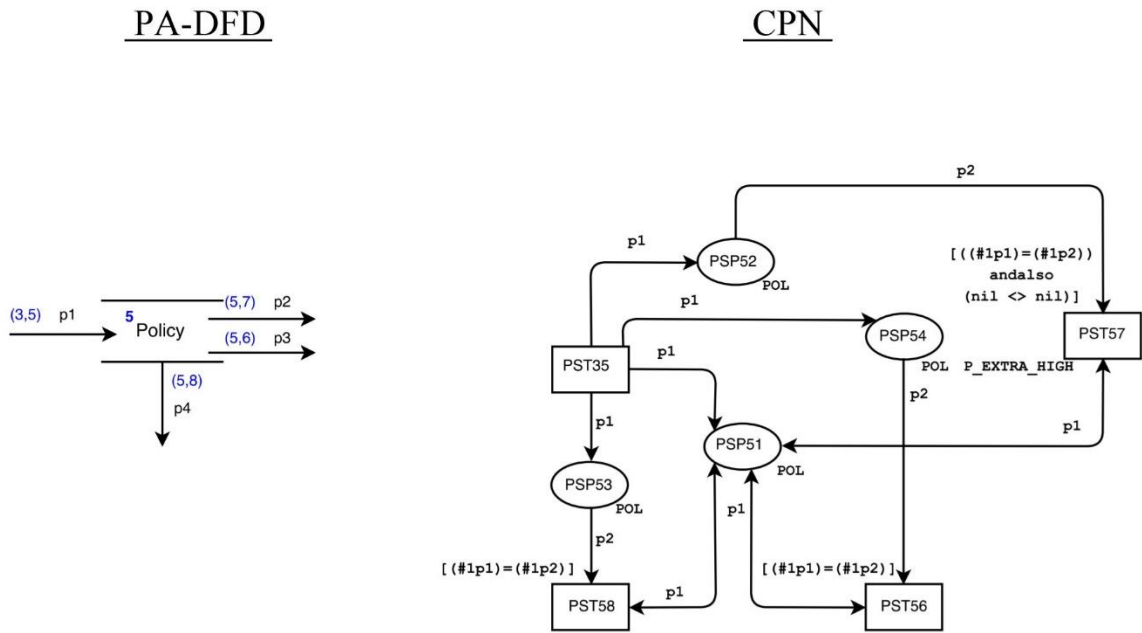 PA-DFD
CPN
(3,5) p1
5 Policy
(5,7) p2
(5,6) p3
(5,8)
p4
p2
p1
PSP52
POL
[((#1p1)=(#1p2))
andalso
(nil <> nil)]
p1
PST57
PSP54
POL P_EXTRA_HIGH
PST35
p1
p2
p1
PSP51
p1
POL
PSP53
POL
p1
p2
[(#1p1)=(#1p2)]
[(#1p1)=(#1p2)]
PST58
p1
PST56